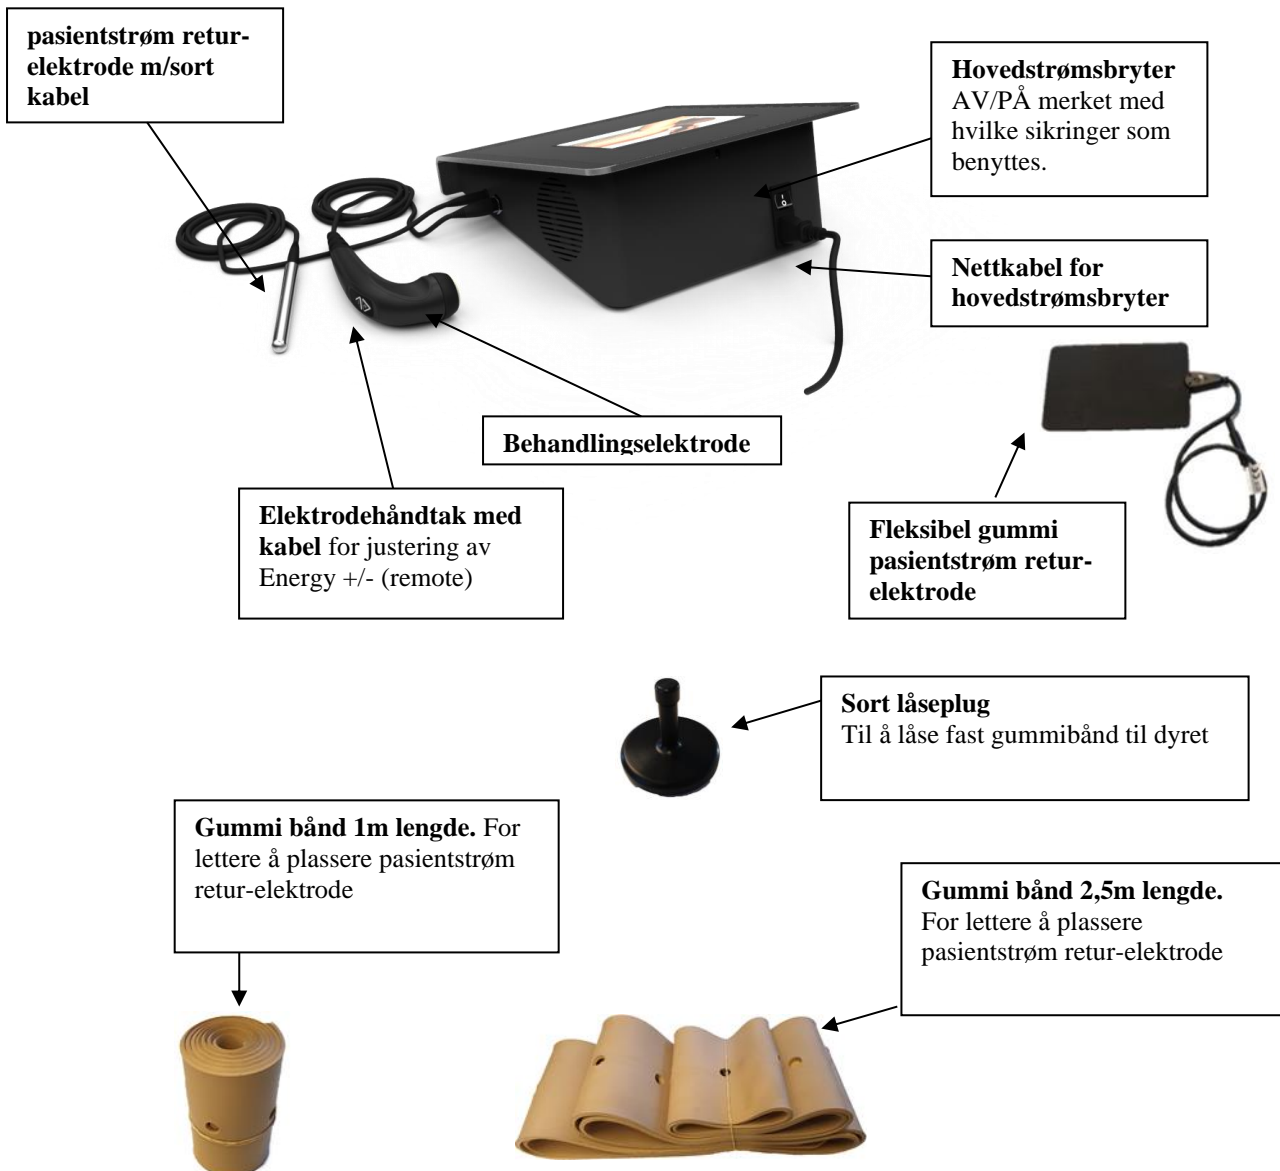 pasientstrøm retur-
elektrode m/sort
kabel
Hovedstrømsbryter
AV/PÅ merket med
hvilke sikringer som
benyttes.
Nettkabel for
hovedstrømsbryter
Behandlingselektrode
Elektrodehåndtak med
kabel for justering av
Energy +/- (remote)
Fleksibel gummi
pasientstrøm retur-
elektrode
Sort låseplug
Til å låse fast gummibånd til dyret
Gummi bånd 1m lengde. For
lettere å plassere pasientstrøm
retur-elektrode
Gummi bånd 2,5m lengde.
For lettere å plassere
pasientstrøm retur-elektrode